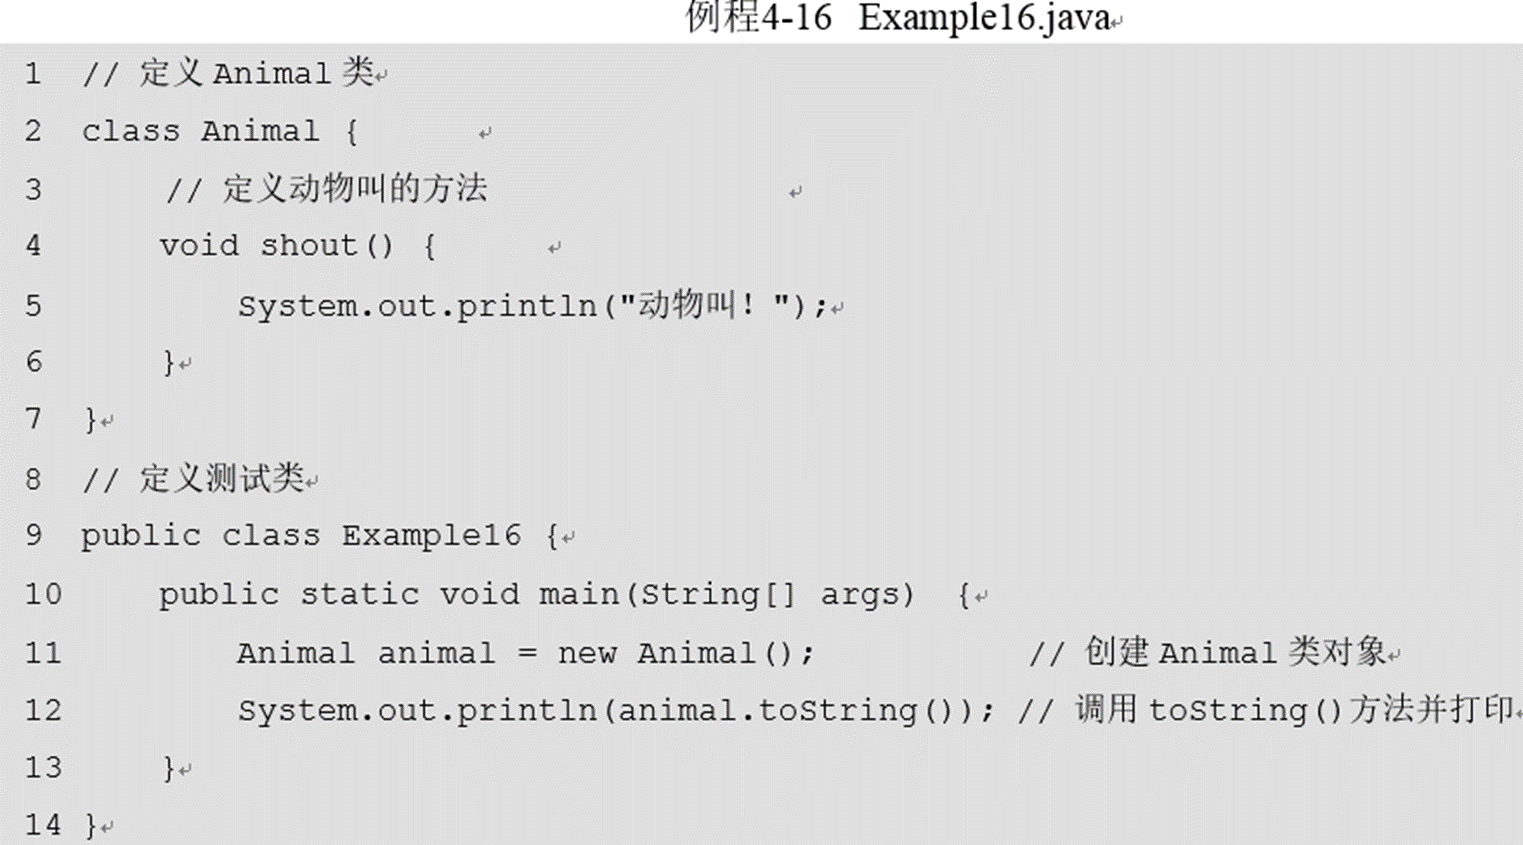 例程4-16 Example16.java↵
1 // 定义 Animal 类↵
2 class Animal { ↵
3 // 定义动物叫的方法 ↵
4 void shout() { ↵
5 System.out.println("动物叫！");↵
6 }↵
7 }↵
8 // 定义测试类↵
9 public class Example16 {↵
10 public static void main(String[] args) {↵
11 Animal animal = new Animal(); // 创建 Animal 类对象↵
12 System.out.println(animal.toString()); // 调用 toString()方法并打印↵
13 }↵
14 }↵